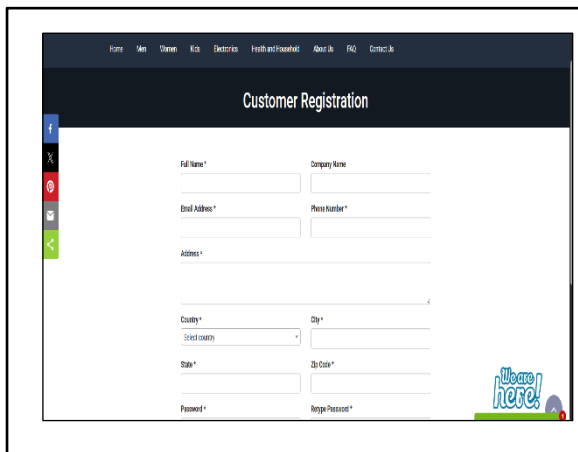 Home Men Women Kids Electronics Health and Household About Us FAQ Contact Us
Customer Registration
Full Name * Company Name
Email Address * Phone Number *
Address *
Country * City *
Select country
State * Zip Code *
We are here!
Password * Retype Password *